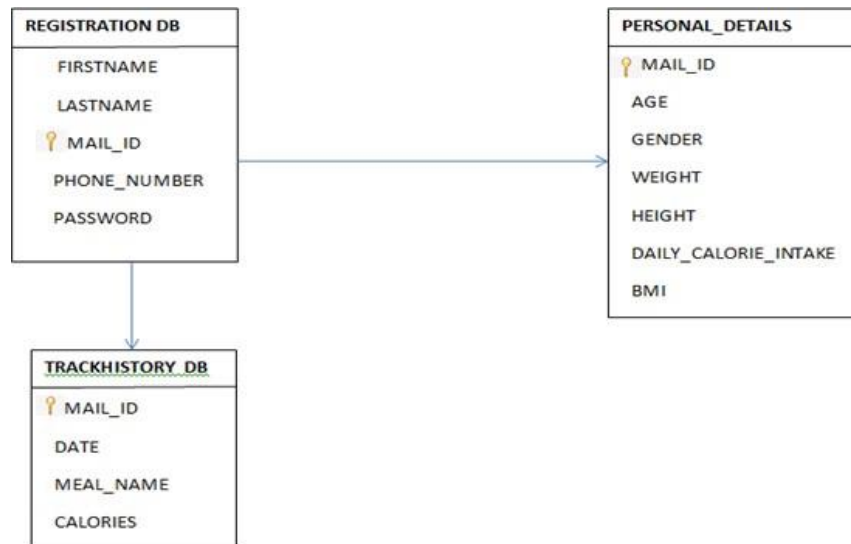 REGISTRATION DB
FIRSTNAME
LASTNAME
MAIL_ID
PHONE_NUMBER
PASSWORD
PERSONAL_DETAILS
MAIL_ID
AGE
GENDER
WEIGHT
HEIGHT
DAILY_CALORIE_INTAKE
BMI
TRACKHISTORY_DB
MAIL_ID
DATE
MEAL_NAME
CALORIES